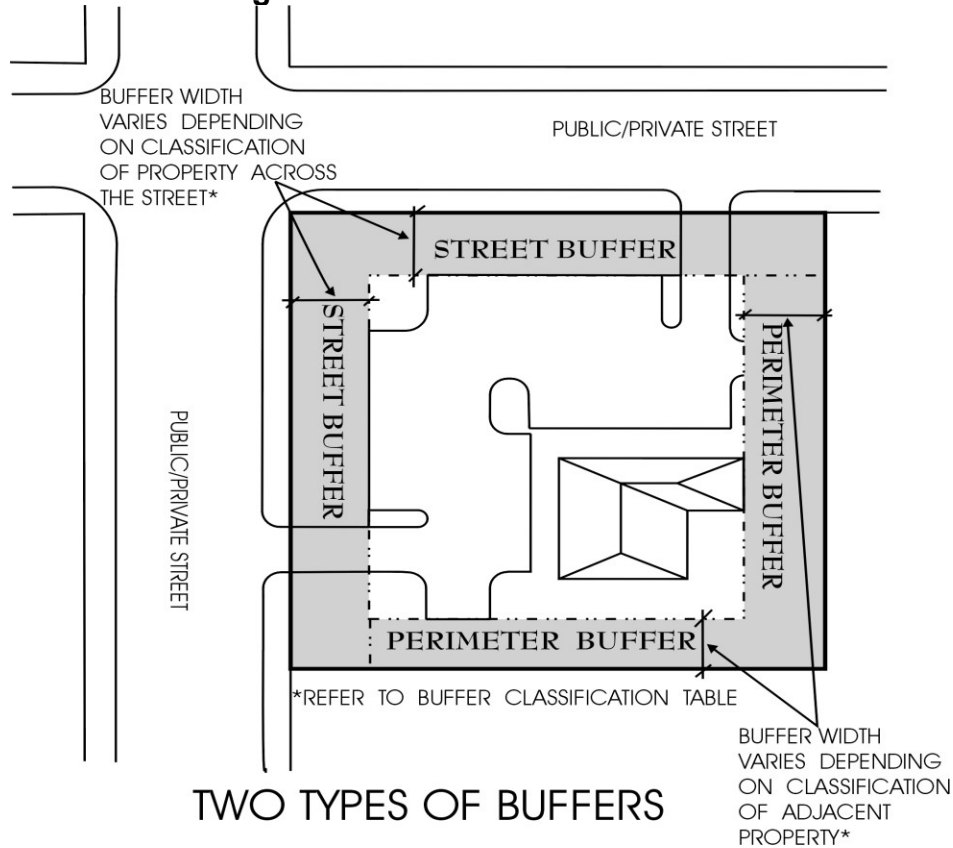 BUFFER WIDTH
VARIES DEPENDING
ON CLASSIFICATION
OF PROPERTY ACROSS
THE STREET*
PUBLIC/PRIVATE STREET
STREET BUFFER
STREET BUFFER
PERIMETER BUFFER
PUBLIC/PRIVATE STREET
PERIMETER BUFFER
*REFER TO BUFFER CLASSIFICATION TABLE
BUFFER WIDTH
VARIES DEPENDING
ON CLASSIFICATION
OF ADJACENT
PROPERTY*
TWO TYPES OF BUFFERS